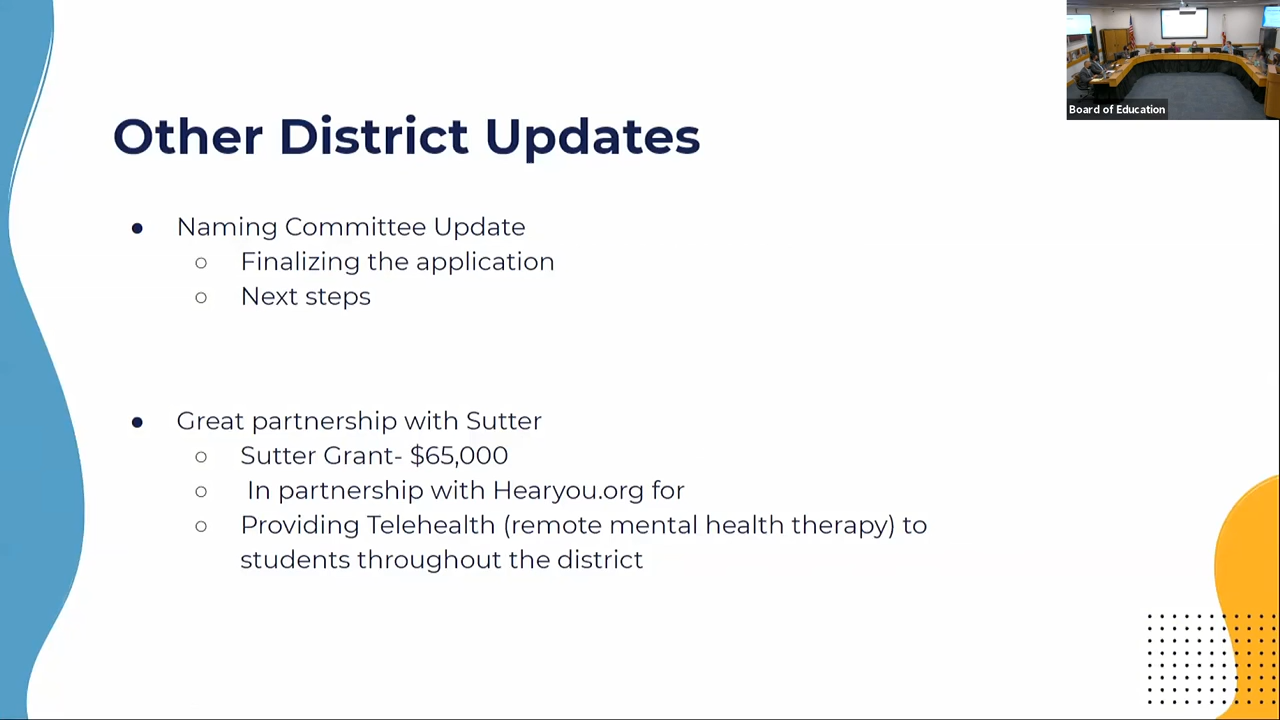 Board of Education
Other District Updates
● Naming Committee Update
○ Finalizing the application
○ Next steps
● Great partnership with Sutter
○ Sutter Grant- $65,000
○ In partnership with Hearyou.org for
○ Providing Telehealth (remote mental health therapy) to
students throughout the district